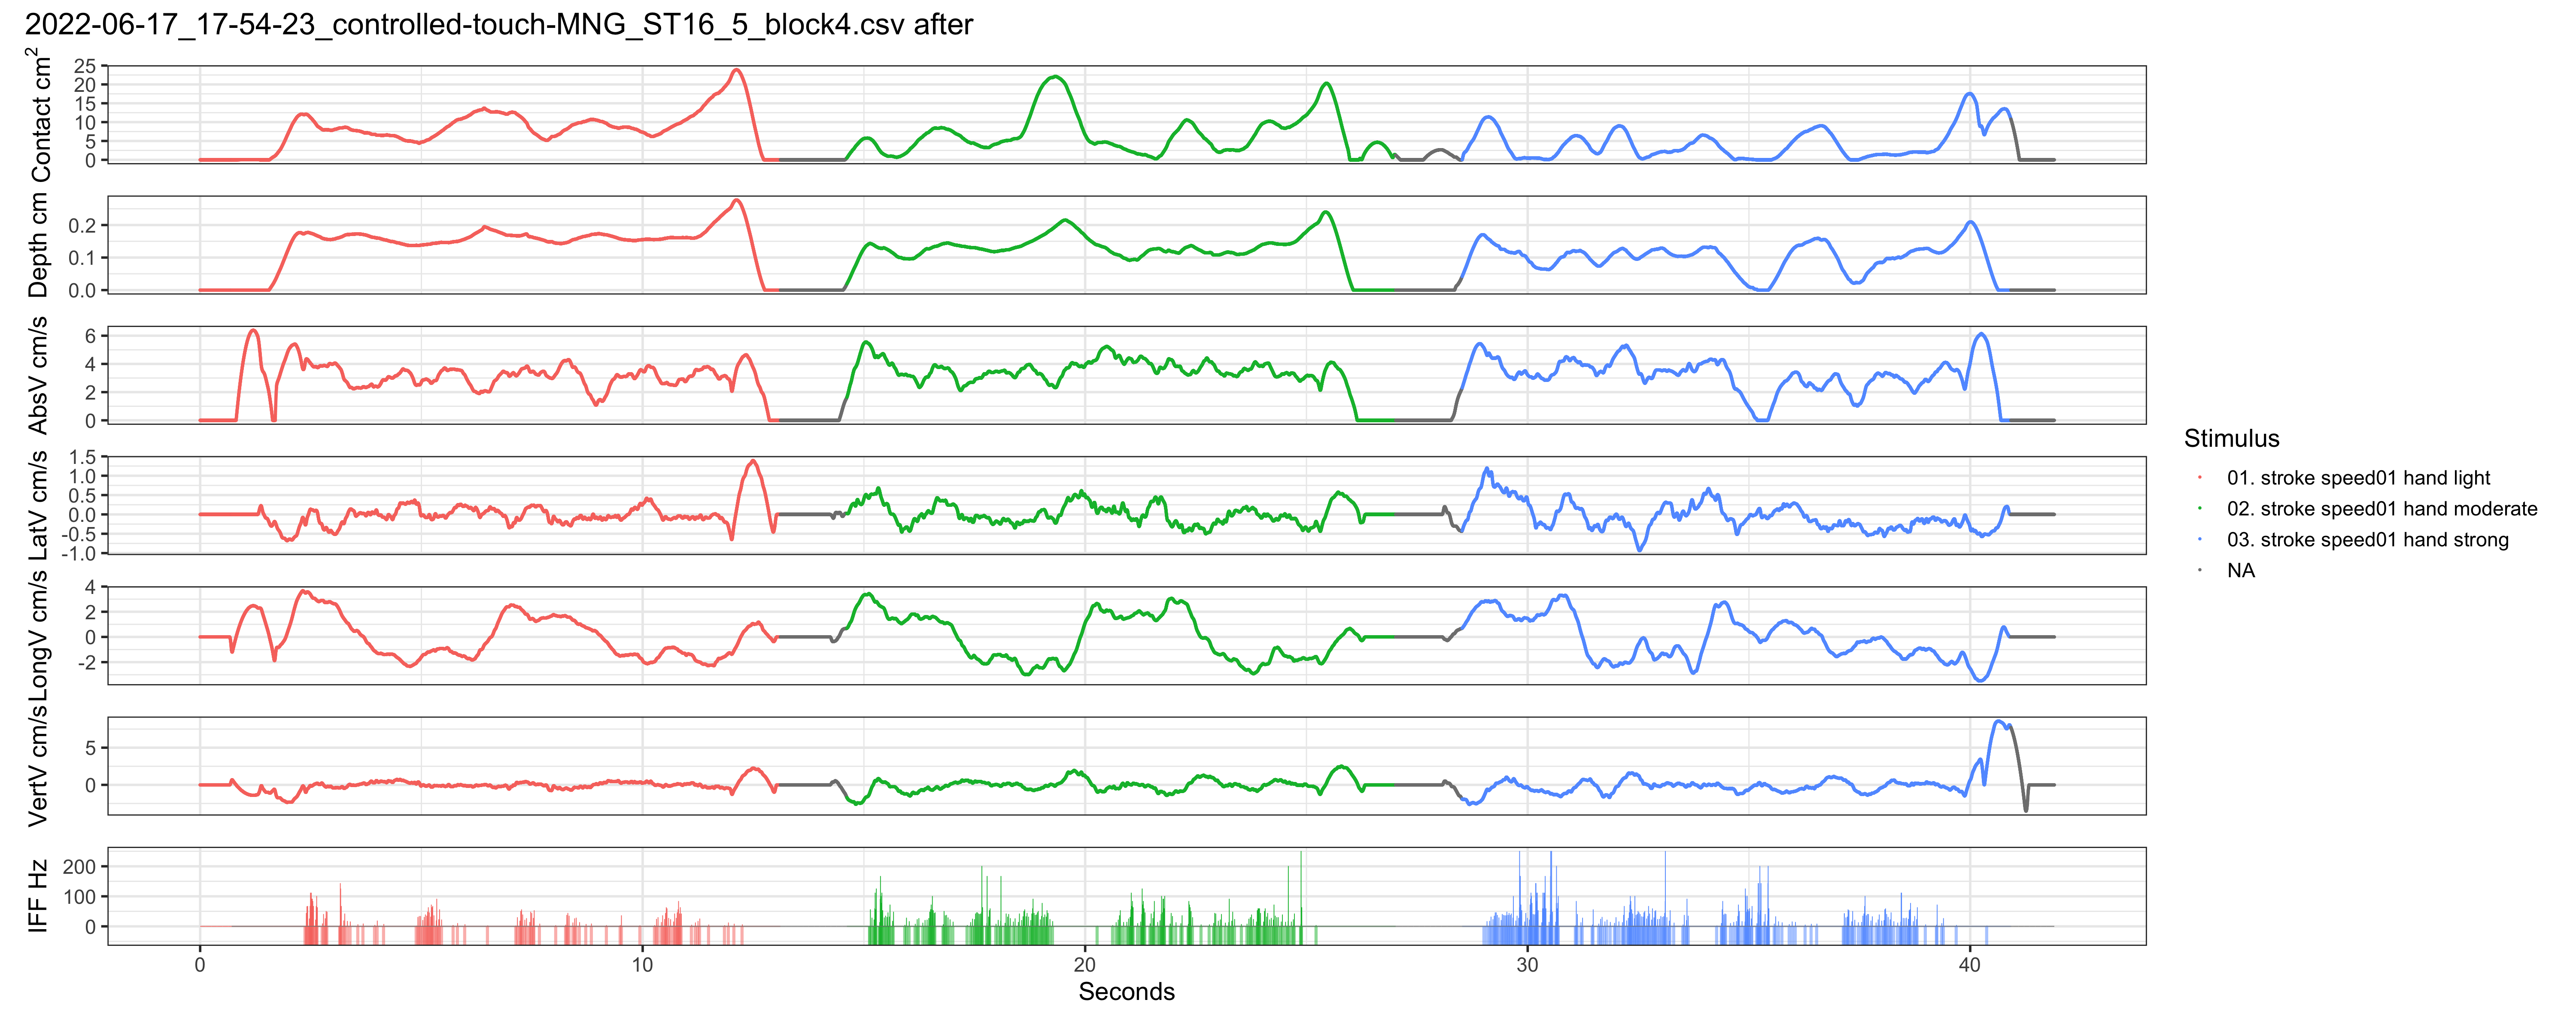 2022-06-17_17-54-23_controlled-touch-MNG_ST16_5_block4.csv after
Contact cm²
25
20
15
10
5
0
Depth cm
0.2
0.1
0.0
AbsV cm/s
6
4
2
0
LatV cm/s
1.5
1.0
0.5
0.0
-0.5
-1.0
LongV cm/s
4
2
0
-2
VertV cm/s
5
0
IFF Hz
200
100
0
0 10 20 30 40
Seconds
Stimulus
01. stroke speed01 hand light
02. stroke speed01 hand moderate
03. stroke speed01 hand strong
NA